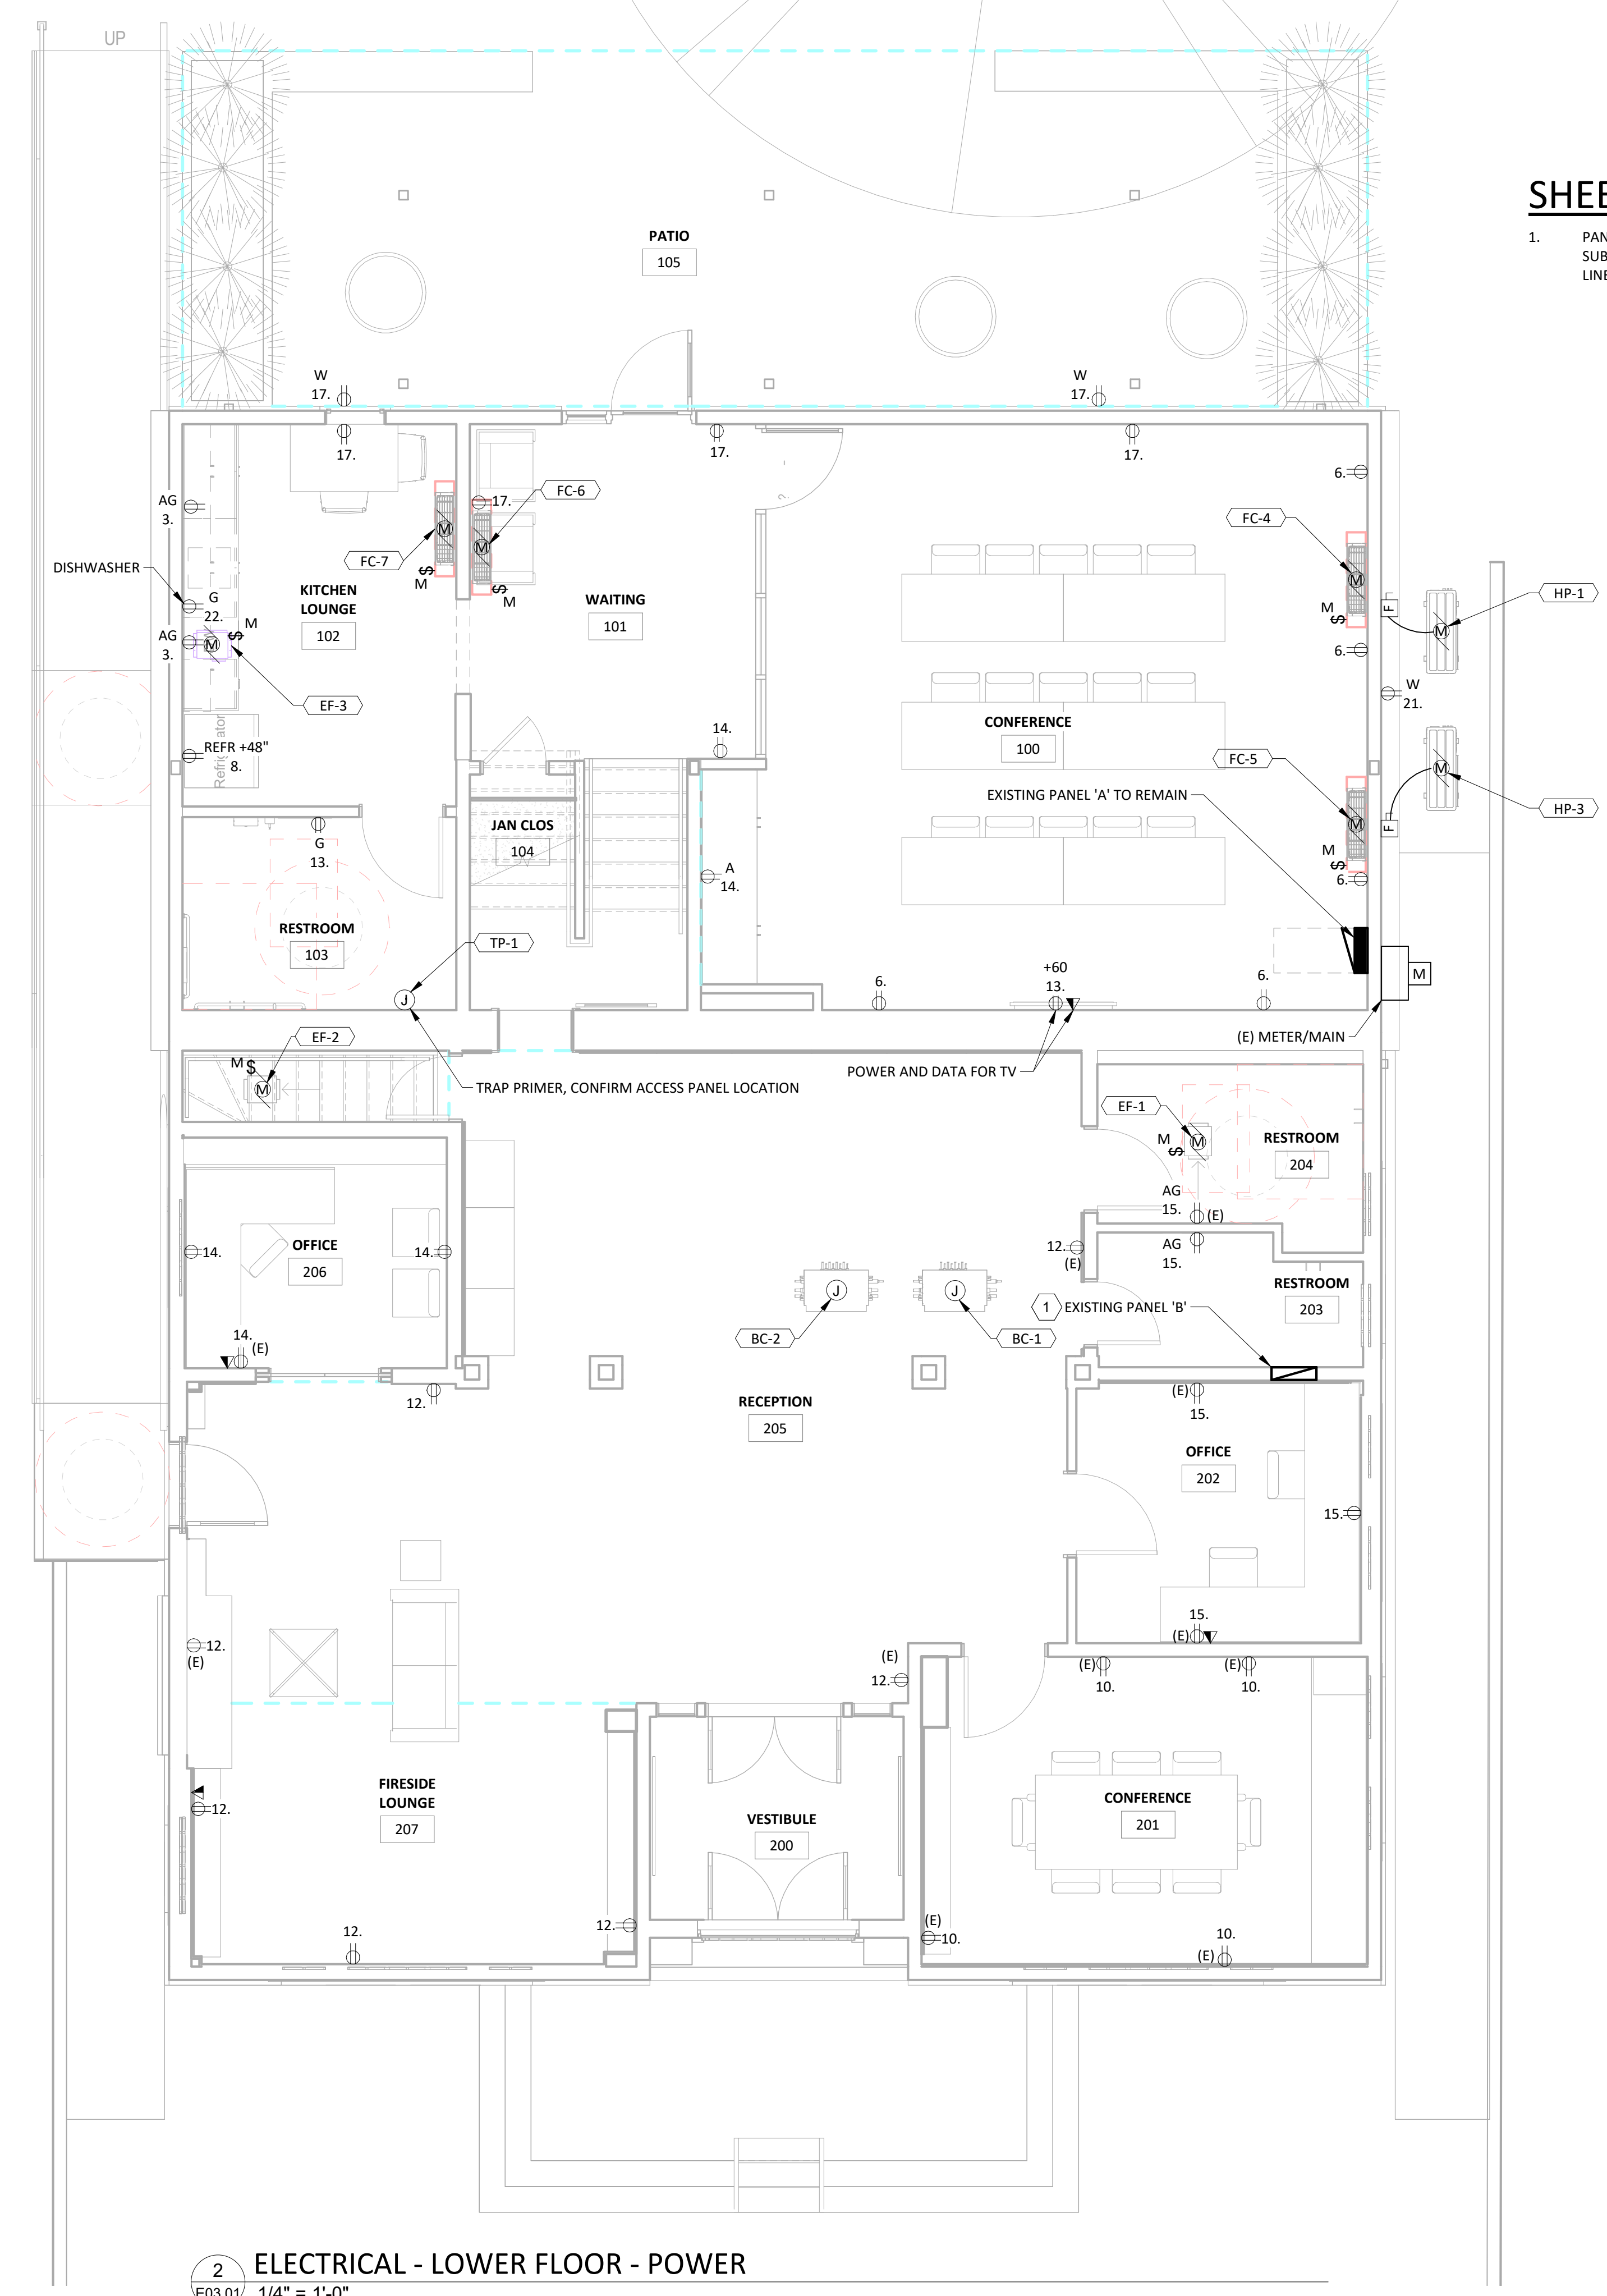 UP
SHEE
1. PAN
SUB
LINE
PATIO
105
W
17.
W
17.
17.
17.
17.
6.
AG
3.
17.
FC-6
FC-4
FC-7
M
$
M
$
M
M
M
DISHWASHER
G
22.
KITCHEN
LOUNGE
102
WAITING
101
HP-1
M
$
F
M
AG
3.
M
$
M
6.
EF-3
W
21.
REFR +48"
8.
Refrigerator
14.
CONFERENCE
100
FC-5
M
EXISTING PANEL 'A' TO REMAIN
HP-3
G
13.
JAN CLOS
104
M
F
M
$
6.
A
14.
RESTROOM
103
TP-1
J
6.
+60
13.
6.
M
EF-2
(E) METER/MAIN
M
$
M
TRAP PRIMER, CONFIRM ACCESS PANEL LOCATION
POWER AND DATA FOR TV
EF-1
M
$
M
RESTROOM
204
AG
15.
(E)
OFFICE
206
14.
14.
12.
(E)
AG
15.
RESTROOM
203
J
J
1
EXISTING PANEL 'B'
BC-2
BC-1
14.
(E)
12.
RECEPTION
205
(E)
15.
OFFICE
202
15.
15.
(E)
12.
(E)
(E)
12.
(E)
10.
(E)
10.
FIRESIDE
LOUNGE
207
12.
VESTIBULE
200
CONFERENCE
201
12.
12.
(E)
10.
10.
(E)
2
E03.01
ELECTRICAL - LOWER FLOOR - POWER
1/4" = 1'-0"